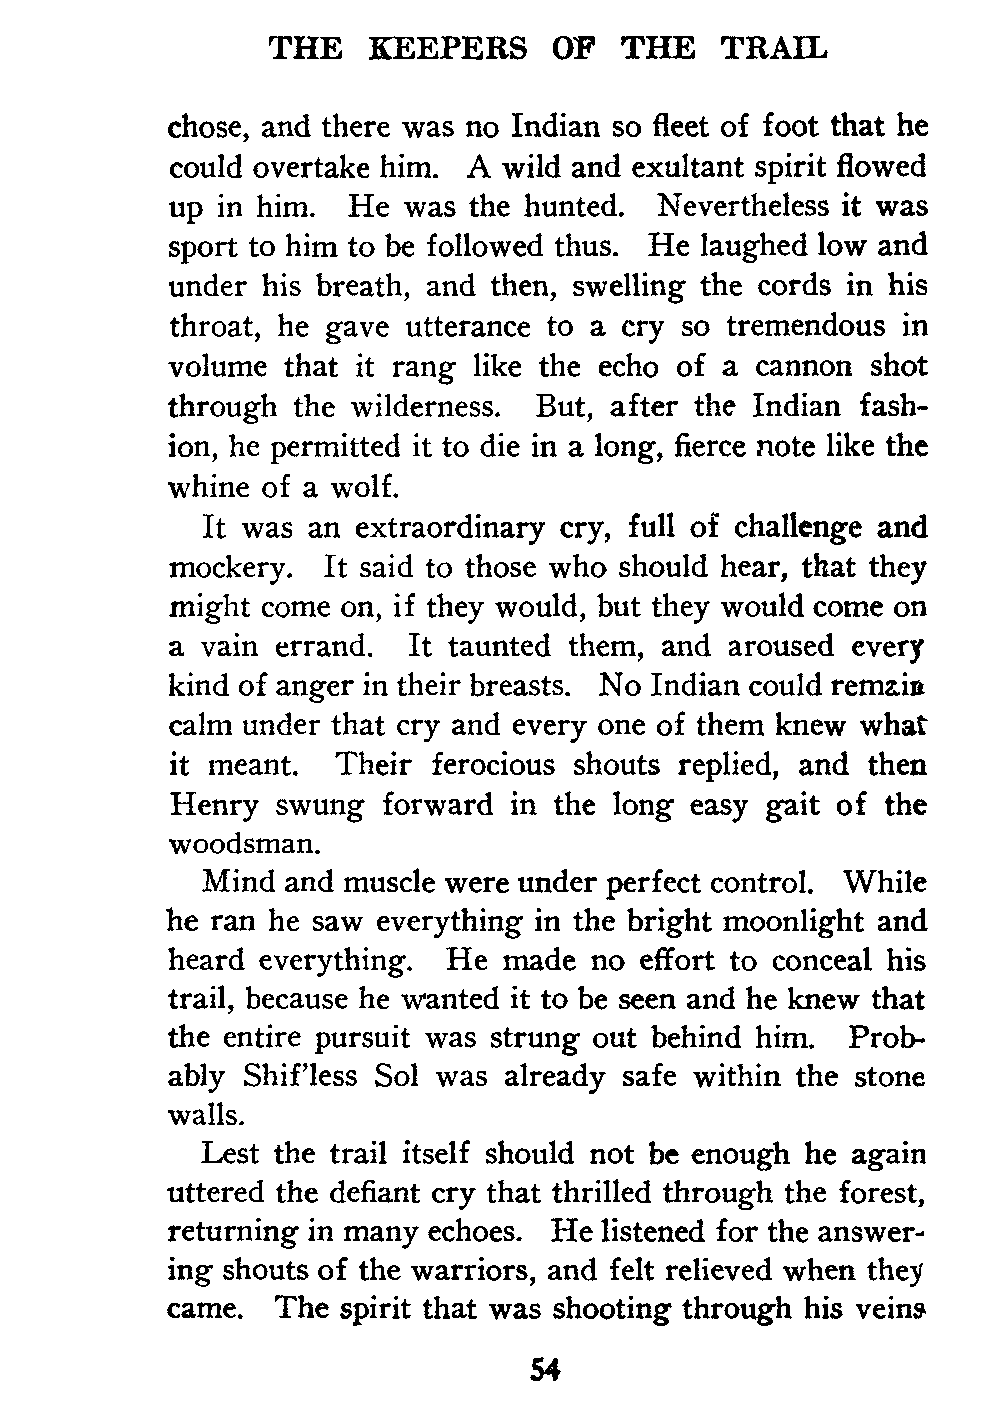 THE KEEPERS OF THE TRAIL
chose, and there was no Indian so fleet of foot that he
could overtake him. A wild and exultant spirit flowed
up in him. He was the hunted. Nevertheless it was
sport to him to be followed thus. He laughed low and
under his breath, and then, swelling the cords in his
throat, he gave utterance to a cry so tremendous in
volume that it rang like the echo of a cannon shot
through the wilderness. But, after the Indian fash-
ion, he permitted it to die in a long, fierce note like the
whine of a wolf.
It was an extraordinary cry, full of challenge and
mockery. It said to those who should hear, that they
might come on, if they would, but they would come on
a vain errand. It taunted them, and aroused every
kind of anger in their breasts. No Indian could remain
calm under that cry and every one of them knew what
it meant. Their ferocious shouts replied, and then
Henry swung forward in the long easy gait of the
woodsman.
Mind and muscle were under perfect control. While
he ran he saw everything in the bright moonlight and
heard everything. He made no effort to conceal his
trail, because he wanted it to be seen and he knew that
the entire pursuit was strung out behind him. Prob-
ably Shif'less Sol was already safe within the stone
walls.
Lest the trail itself should not be enough he again
uttered the defiant cry that thrilled through the forest,
returning in many echoes. He listened for the answer-
ing shouts of the warriors, and felt relieved when they
came. The spirit that was shooting through his veins
54